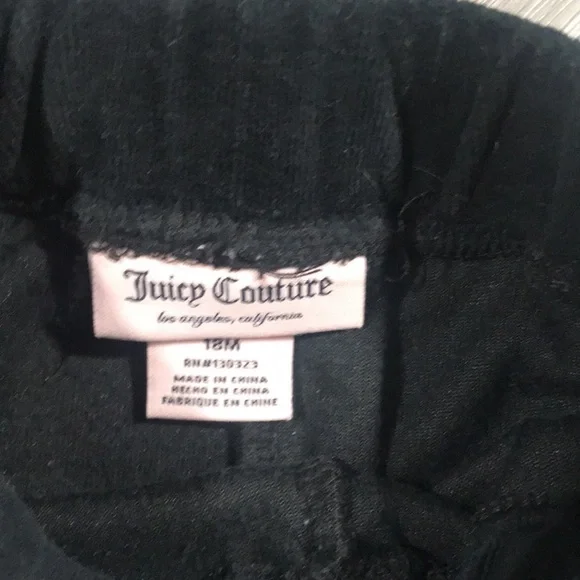 Juicy Couture
los angeles, california
18M
RN#130323
MADE IN CHINA
HECHO EN CHINA
FABRIQUE EN CHINE